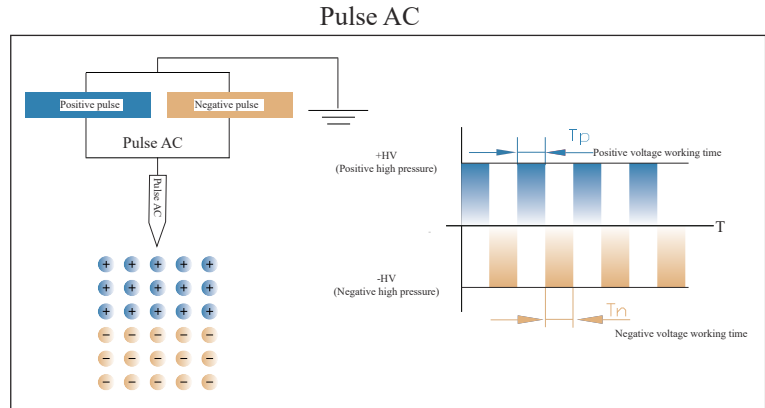 Pulse AC
Positive pulse
Negative pulse
Pulse AC
Pulse AC
+HV
(Positive high pressure)
Tp
Positive voltage working time
T
-HV
(Negative high pressure)
Tn
Negative voltage working time
+ + + + +
+ + + + +
+ + + + +
− − − − −
− − − − −
− − − − −